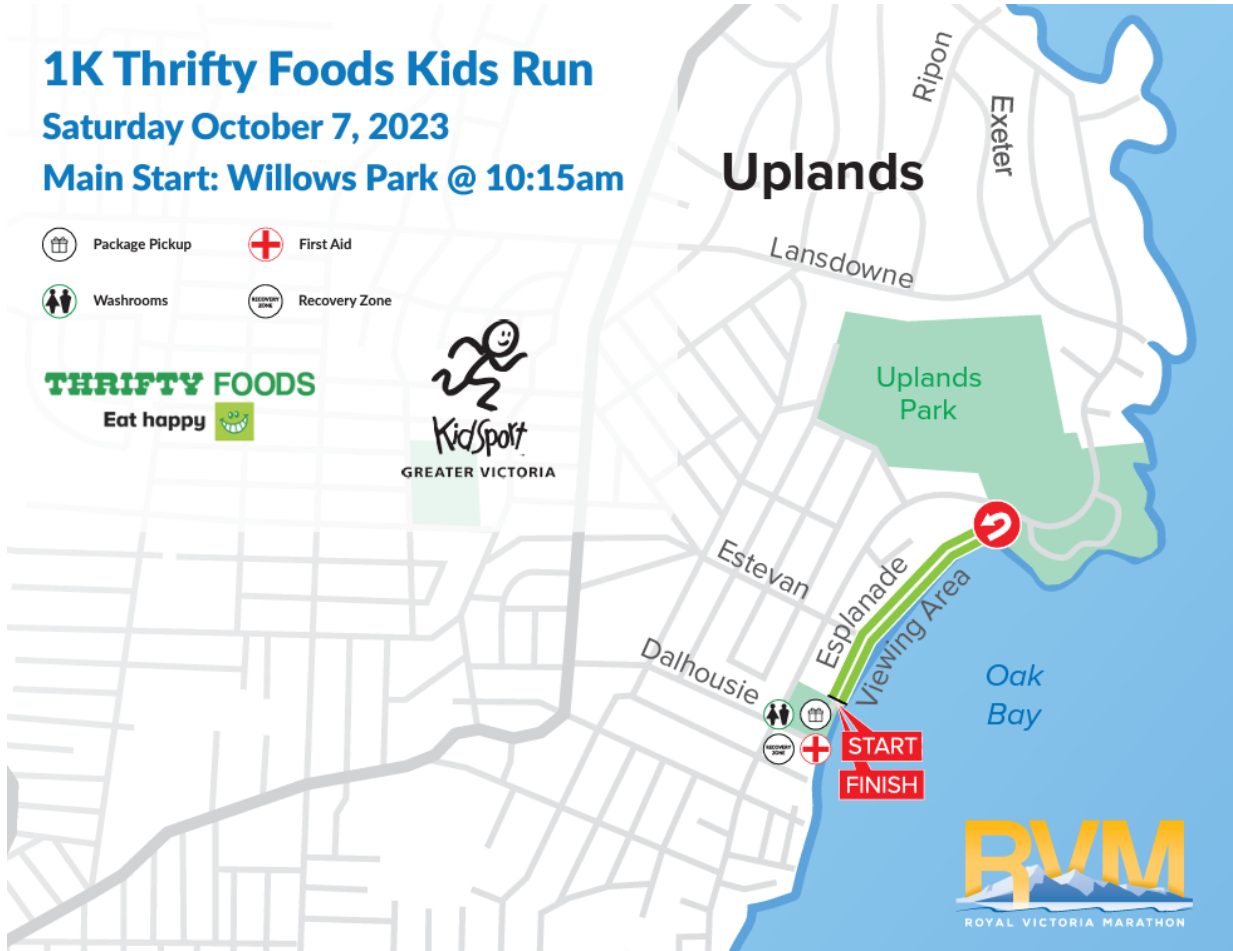 1K Thrifty Foods Kids Run
Saturday October 7, 2023
Main Start: Willows Park @ 10:15am
Package Pickup
First Aid
Washrooms
RECOVERY
ZONE
Recovery Zone
THRIFTY FOODS
Eat happy
KidSport
GREATER VICTORIA
Ripon
Exeter
Uplands
Lansdowne
Uplands
Park
Estevan
Esplanade
Viewing Area
Dalhousie
Oak
Bay
RECOVERY
ZONE
START
FINISH
RVM
ROYAL VICTORIA MARATHON